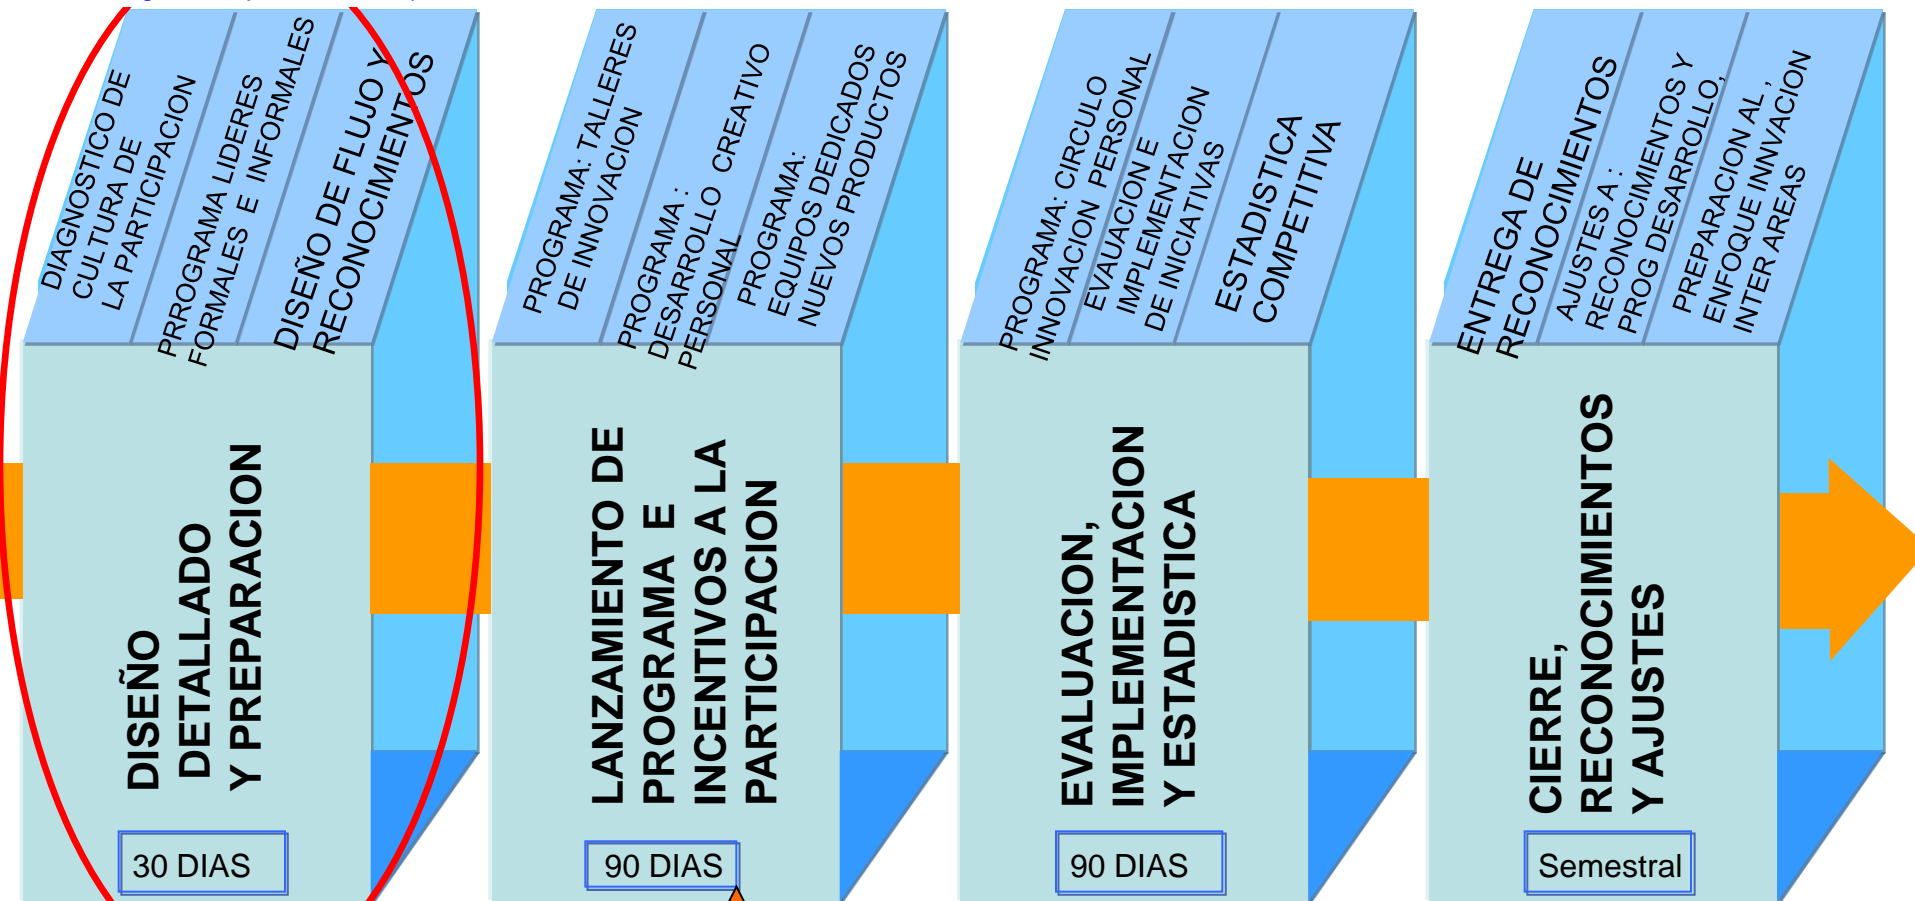 DIAGNOSTICO DE
CULTURA DE
LA PARTICIPACION
PRROGRAMA LIDERES
FORMALES E INFORMALES
DISEÑO DE FLUJO Y
RECONOCIMIENTOS
DISEÑO
DETALLADO
Y PREPARACION
30 DIAS
PROGRAMA: TALLERES
DE INNOVACION
PROGRAMA :
DESARROLLO CREATIVO
PERSONAL
PROGRAMA:
EQUIPOS DEDICADOS
NUEVOS PRODUCTOS
LANZAMIENTO DE
PROGRAMA E
INCENTIVOS A LA
PARTICIPACION
90 DIAS
PROGRAMA: CIRCULO
INNOVACION PERSONAL
EVALUACION E
IMPLEMENTACION
DE INICIATIVAS
ESTADISTICA
COMPETITIVA
EVALUACION,
IMPLEMENTACION
Y ESTADISTICA
90 DIAS
ENTREGA DE
RECONOCIMIENTOS
AJUSTES A :
RECONOCIMIENTOS Y
PROG DESARROLLO,
PREPARACION AL ,
ENFOQUE INNVACION
INTER AREAS
CIERRE,
RECONOCIMIENTOS
Y AJUSTES
Semestral